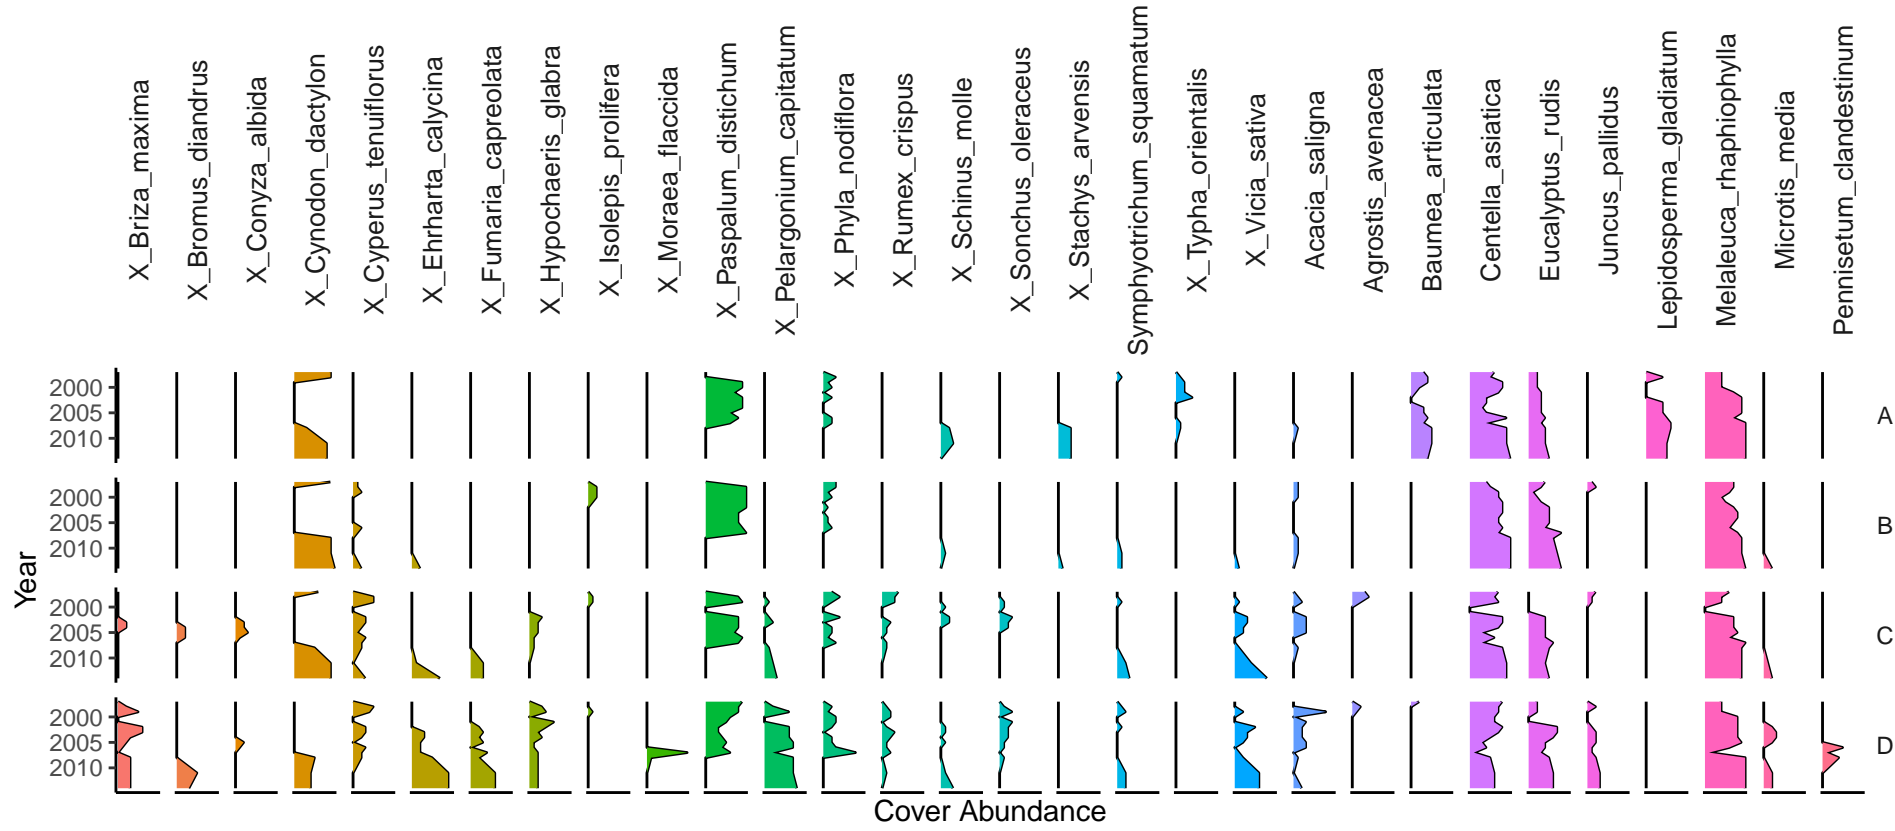 X_Briza_maxima
X_Bromus_diandrus
X_Conyza_albida
X_Cynodon_dactylon
X_Cyperus_tenuiflorus
X_Ehrharta_calycina
X_Fumaria_capreolata
X_Hypochaeris_glabra
X_Isolepis_prolifera
X_Moraea_flaccida
X_Paspalum_distichum
X_Pelargonium_capitatum
X_Phyla_nodiflora
X_Rumex_crispus
X_Schinus_molle
X_Sonchus_oleraceus
X_Stachys_arvensis
Symphyotrichum_squamatum
X_Typha_orientalis
X_Vicia_sativa
Acacia_saligna
Agrostis_avenacea
Baumea_articulata
Centella_asiatica
Eucalyptus_rudis
Juncus_pallidus
Lepidosperma_gladiatum
Melaleuca_rhaphiophylla
Microtis_media
Pennisetum_clandestinum
2000
2005
2010
A
2000
2005
2010
B
2000
2005
2010
C
2000
2005
2010
D
Year
Cover Abundance